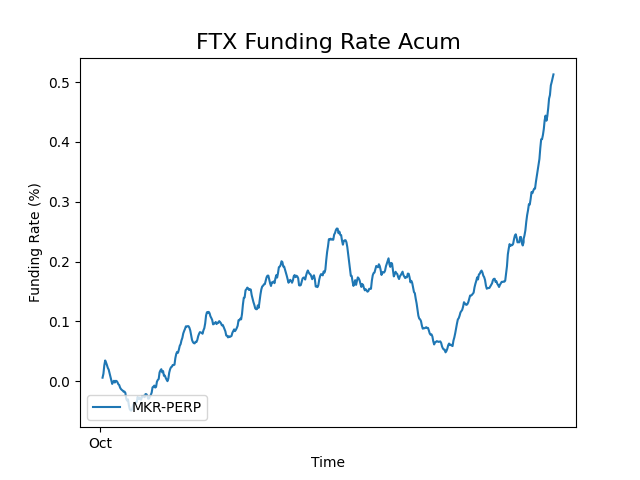 FTX Funding Rate Acum
Funding Rate (%)
0.5
0.4
0.3
0.2
0.1
0.0
MKR-PERP
Oct
Time